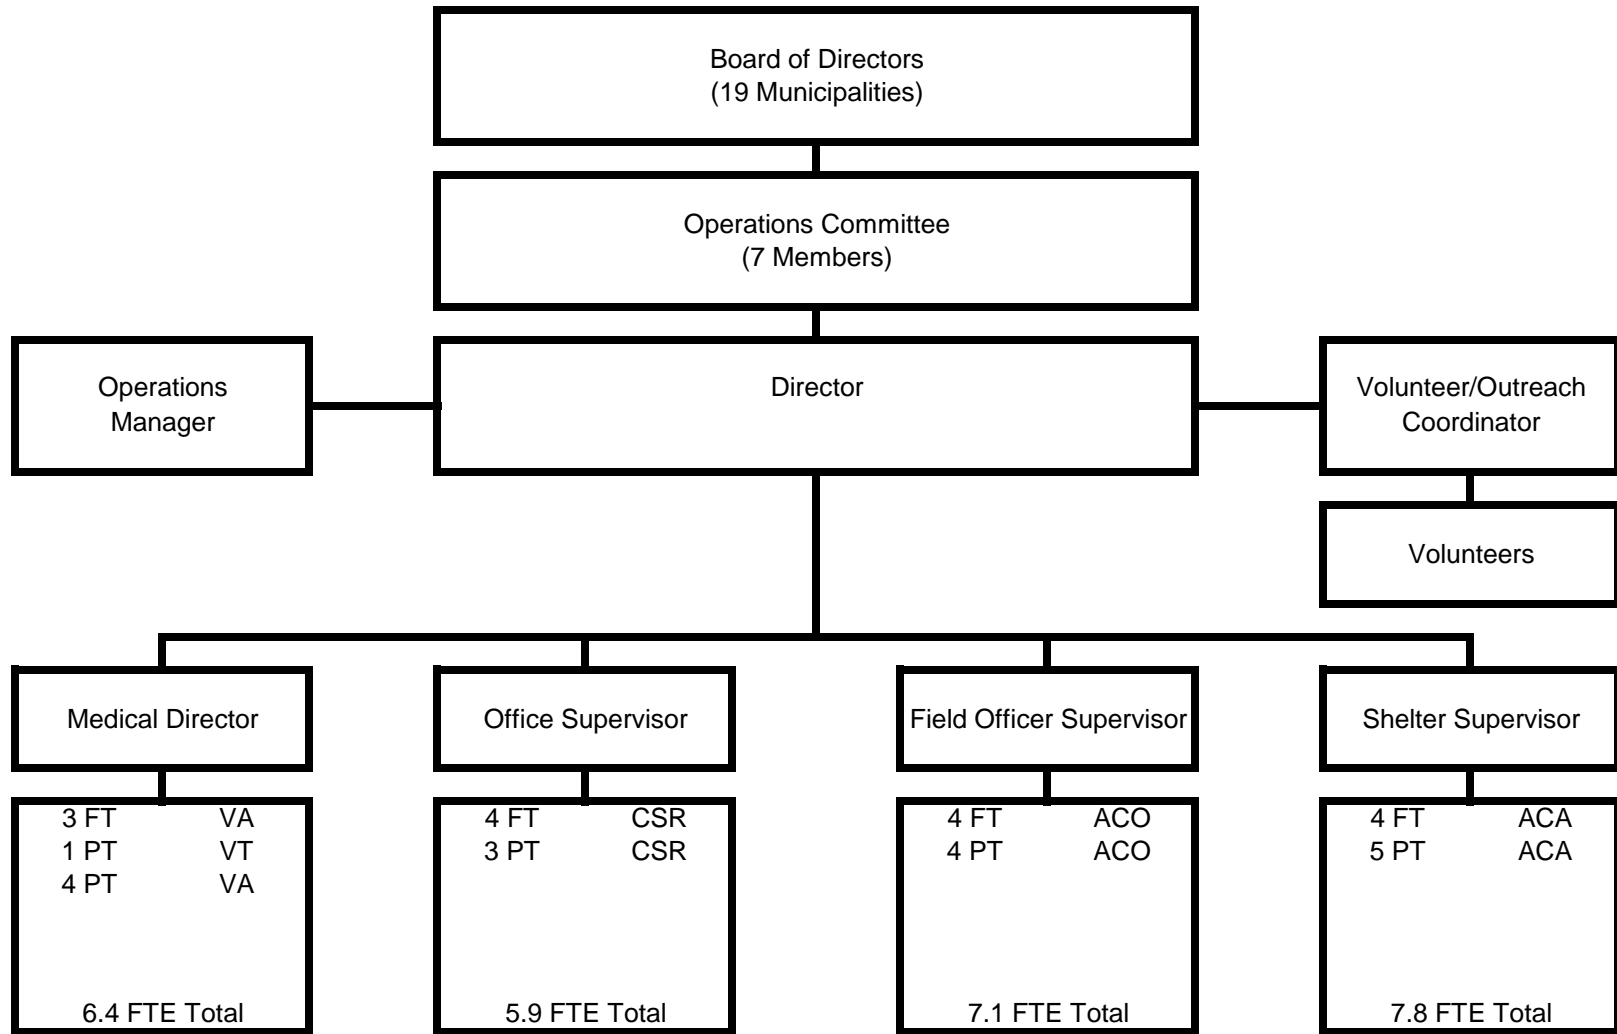 Board of Directors
(19 Municipalities)
Operations Committee
(7 Members)
Operations
Manager
Director
Volunteer/Outreach
Coordinator
Volunteers
Medical Director
Office Supervisor
Field Officer Supervisor
Shelter Supervisor
3 FT VA
1 PT VT
4 PT VA
6.4 FTE Total
4 FT CSR
3 PT CSR
5.9 FTE Total
4 FT ACO
4 PT ACO
7.1 FTE Total
4 FT ACA
5 PT ACA
7.8 FTE Total